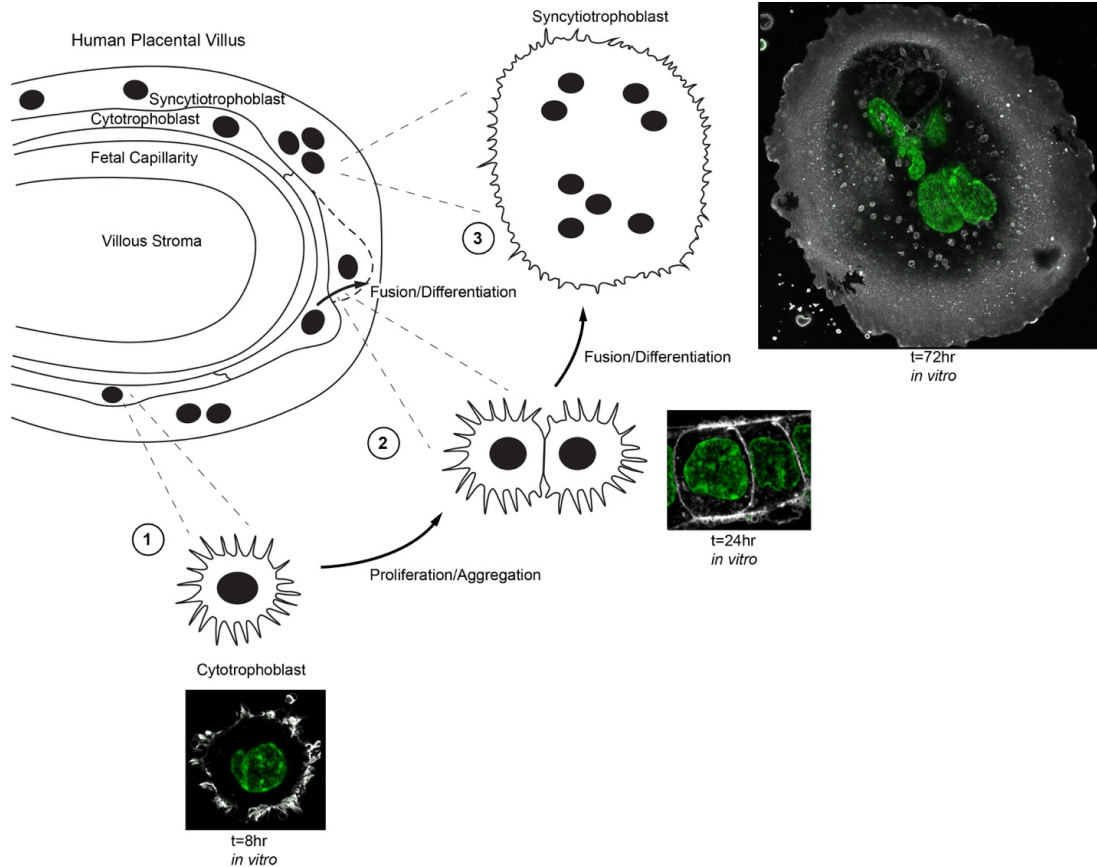 Human Placental Villus
Syncytiotrophoblast
Cytotrophoblast
Fetal Capillarity
Villous Stroma
Fusion/Differentiation
Syncytiotrophoblast
3
t=72hr
in vitro
Fusion/Differentiation
2
t=24hr
in vitro
1
Proliferation/Aggregation
Cytotrophoblast
t=8hr
in vitro